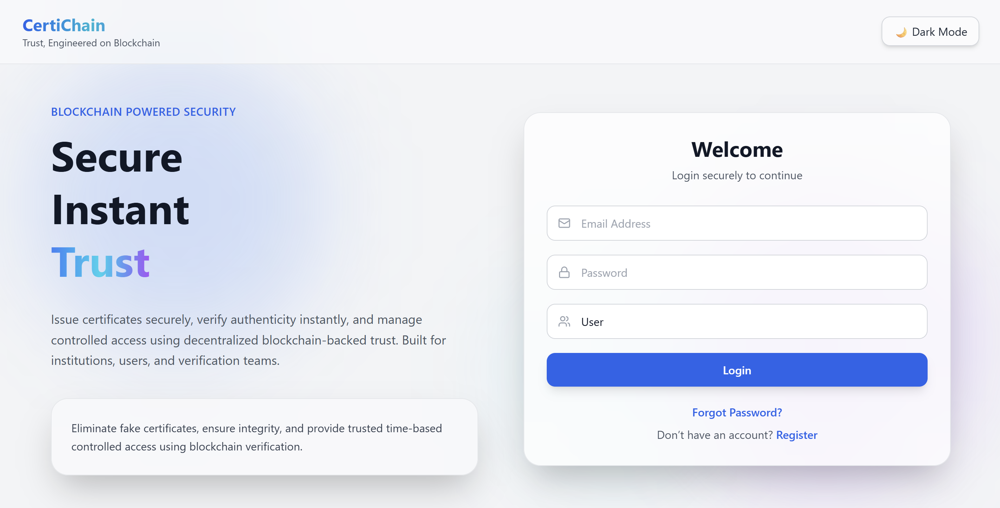 CertiChain
Trust, Engineered on Blockchain
🌙 Dark Mode
BLOCKCHAIN POWERED SECURITY
Secure
Instant
Trust
Issue certificates securely, verify authenticity instantly, and manage
controlled access using decentralized blockchain-backed trust. Built for
institutions, users, and verification teams.
Eliminate fake certificates, ensure integrity, and provide trusted time-based
controlled access using blockchain verification.
Welcome
Login securely to continue
Email Address
Password
User
Login
Forgot Password?
Don’t have an account? Register